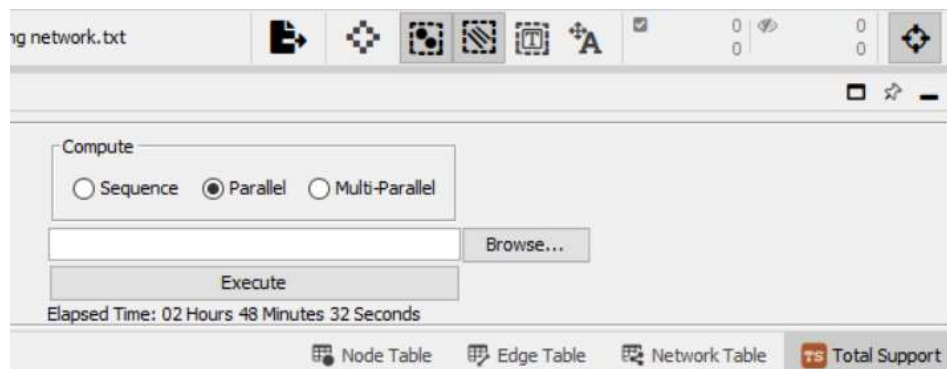 ng network.txt
T
A
0
0
0
0
Compute
Sequence
Parallel
Multi-Parallel
Browse...
Execute
Elapsed Time: 02 Hours 48 Minutes 32 Seconds
Node Table
Edge Table
Network Table
TS Total Support